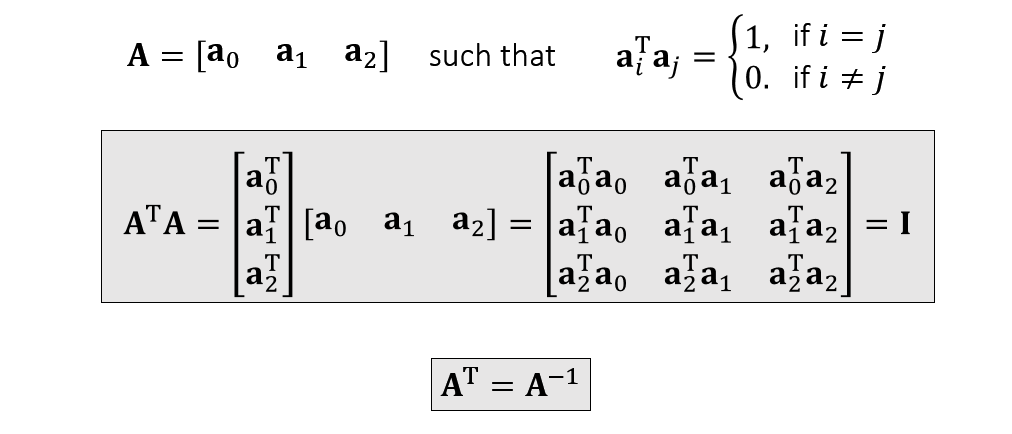 𝐀 = [𝐚₀ 𝐚₁ 𝐚₂] such that 𝐚ᵢᵀ𝐚ⱼ = {1, if 𝑖 = 𝑗
0. if 𝑖 ≠ 𝑗
𝐀ᵀ𝐀 = [𝐚₀ᵀ 𝐚₁ᵀ 𝐚₂ᵀ] [𝐚₀ 𝐚₁ 𝐚₂] = [𝐚₀ᵀ𝐚₀ 𝐚₀ᵀ𝐚₁ 𝐚₀ᵀ𝐚₂
𝐚₁ᵀ𝐚₀ 𝐚₁ᵀ𝐚₁ 𝐚₁ᵀ𝐚₂
𝐚₂ᵀ𝐚₀ 𝐚₂ᵀ𝐚₁ 𝐚₂ᵀ𝐚₂] = 𝐈
𝐀ᵀ = 𝐀⁻¹